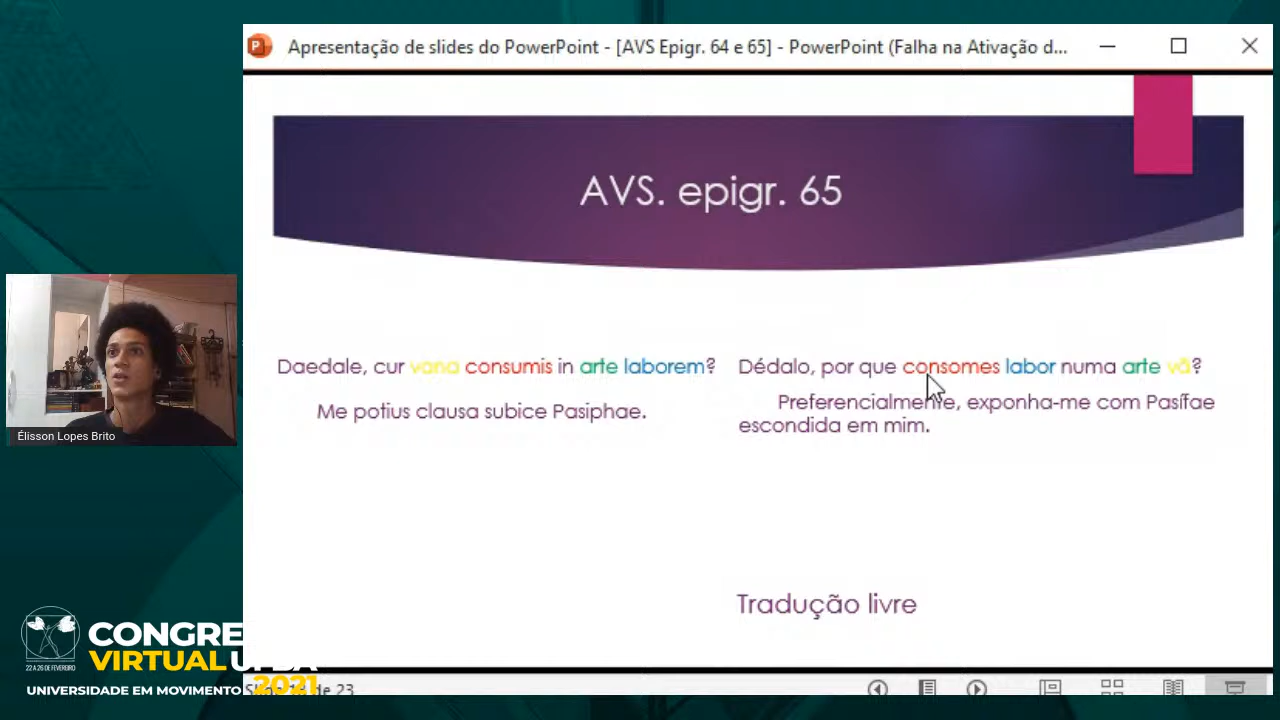 Apresentação de slides do PowerPoint - [AVS Epigr. 64 e 65] - PowerPoint (Falha na Ativação d...
AVS. epigr. 65
Daedale, cur vana consumis in arte laborem?
Me potius clausa subice Pasiphae.
Dédalo, por que consomes labor numa arte vã?
Preferencialmente, exponha-me com Pasífae
escondida em mim.
Tradução livre
Élisson Lopes Brito
22 A 26 DE FEVEREIRO
CONGRE
VIRTUAL UFBA
2021
UNIVERSIDADE EM MOVIMENTO
de 23